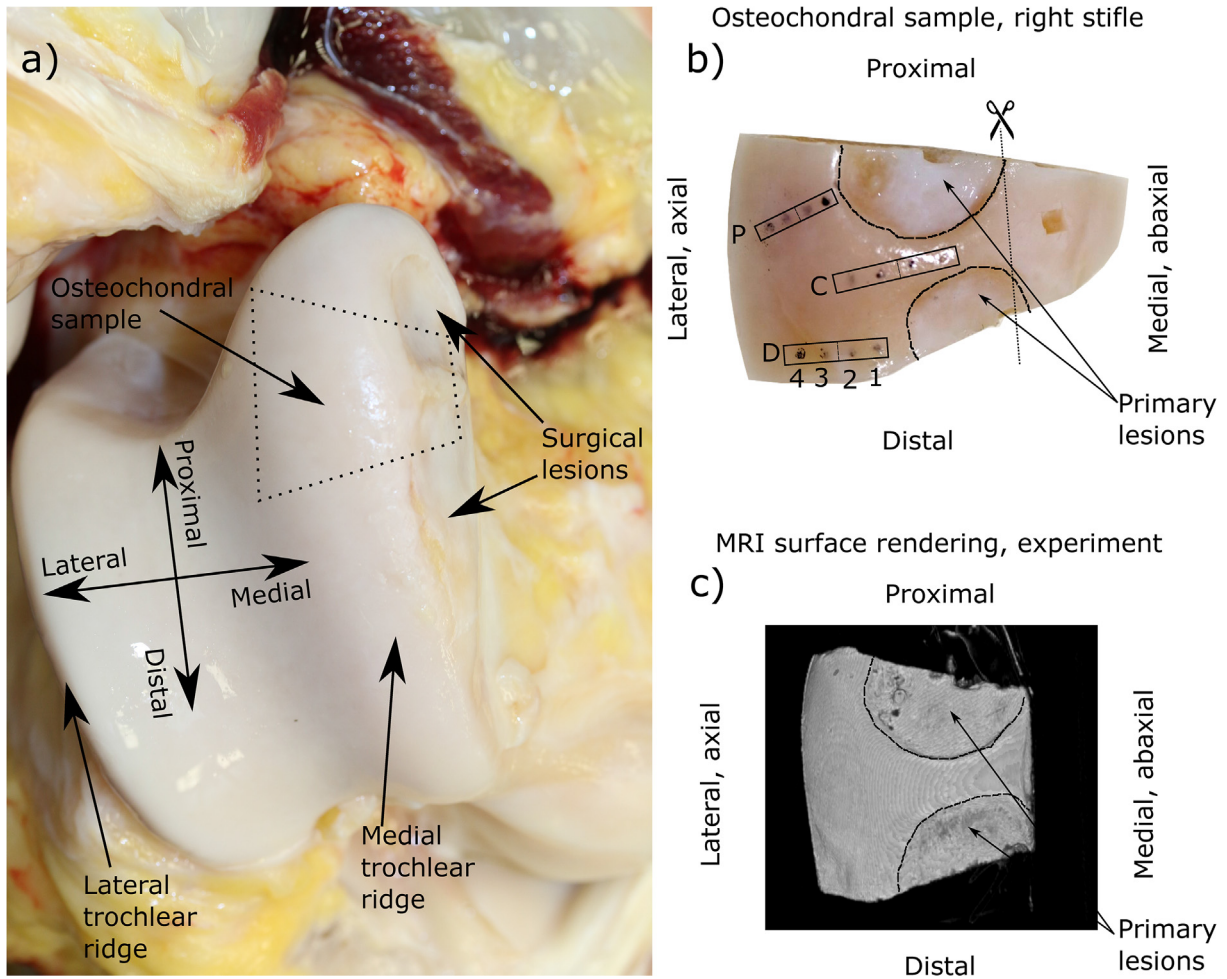 a)
Osteochondral
sample
Surgical
lesions
Proximal
Lateral
Medial
Distal
Lateral
trochlear
ridge
Medial
trochlear
ridge
Osteochondral sample, right stifle
b)
Proximal
Lateral, axial
Medial, abaxial
P
C
D
4 3 2 1
Primary
lesions
Distal
MRI surface rendering, experiment
c)
Proximal
Lateral, axial
Medial, abaxial
Primary
lesions
Distal